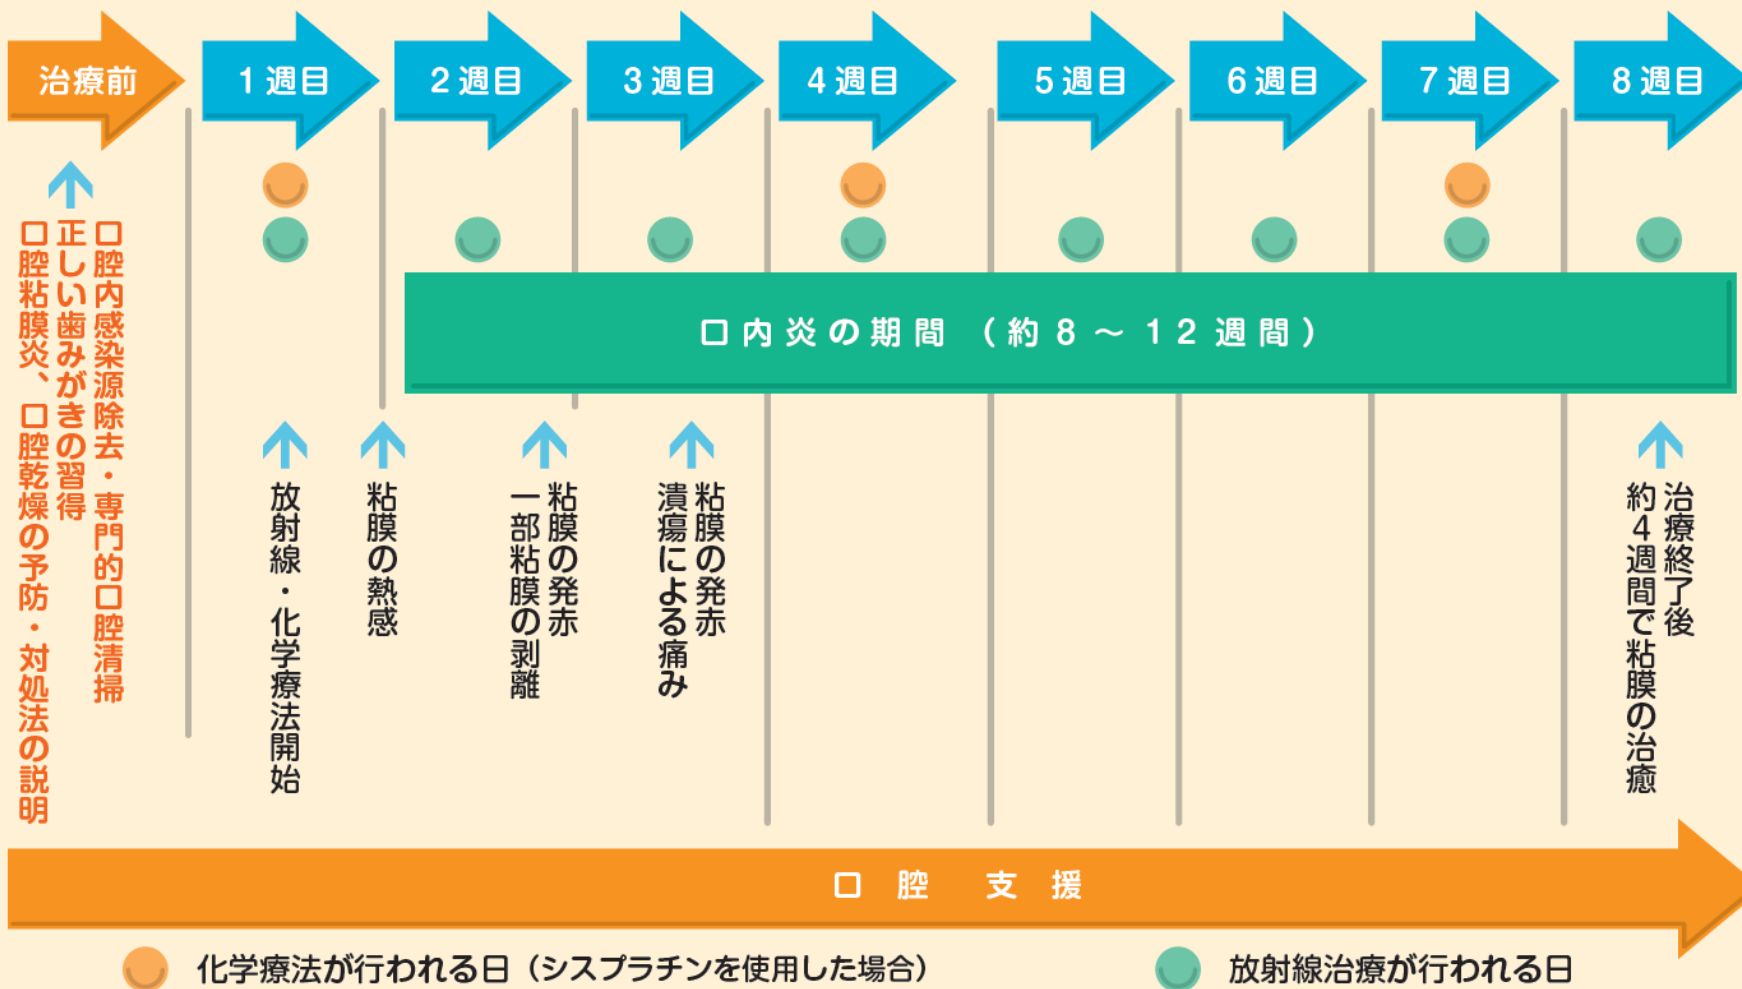 治療前
1週目
2週目
3週目
4週目
5週目
6週目
7週目
8週目
口腔内感染源除去・専門的口腔清掃
正しい歯みがきの習得
口腔粘膜炎、口腔乾燥の予防・対処法の説明
口内炎の期間（約8～12週間）
放射線・化学療法開始
粘膜の熱感
粘膜の発赤
一部粘膜の剥離
粘膜の発赤
潰瘍による痛み
治療終了後
約4週間で粘膜の治癒
口腔 支援
化学療法が行われる日（シスプラチンを使用した場合）
放射線治療が行われる日